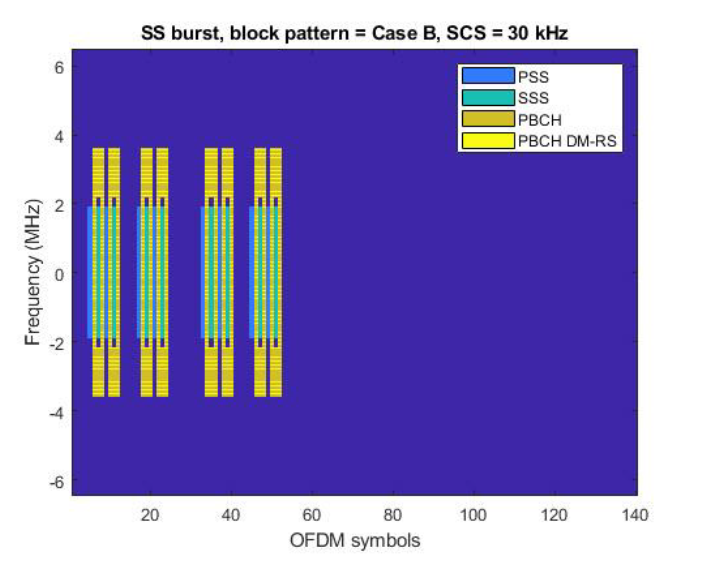 SS burst, block pattern = Case B, SCS = 30 kHz
PSS
SSS
PBCH
PBCH DM-RS
Frequency (MHz)
6
4
2
0
-2
-4
-6
20 40 60 80 100 120 140
OFDM symbols